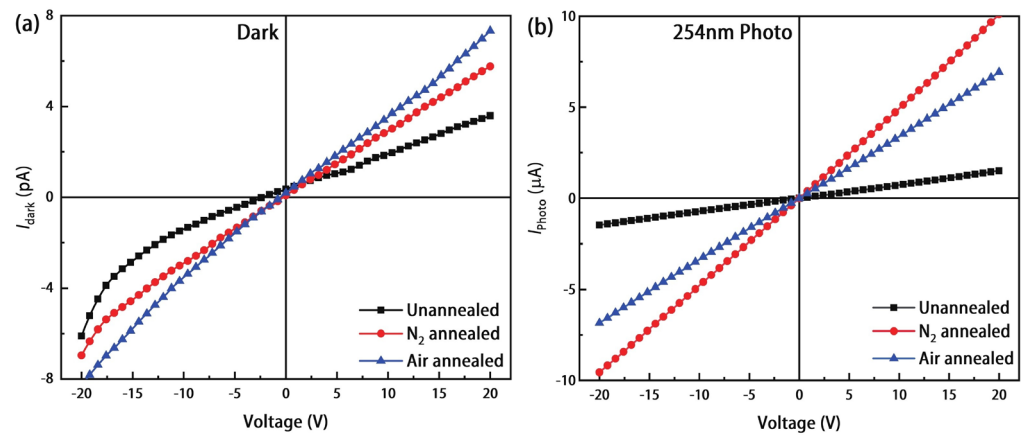 (a)
Dark
8
4
0
-4
-8
I_dark (pA)
Unannealed
N₂ annealed
Air annealed
-20 -15 -10 -5 0 5 10 15 20
Voltage (V)
(b)
254nm Photo
10
5
0
-5
-10
I_Photo (μA)
Unannealed
N₂ annealed
Air annealed
-20 -15 -10 -5 0 5 10 15 20
Voltage (V)